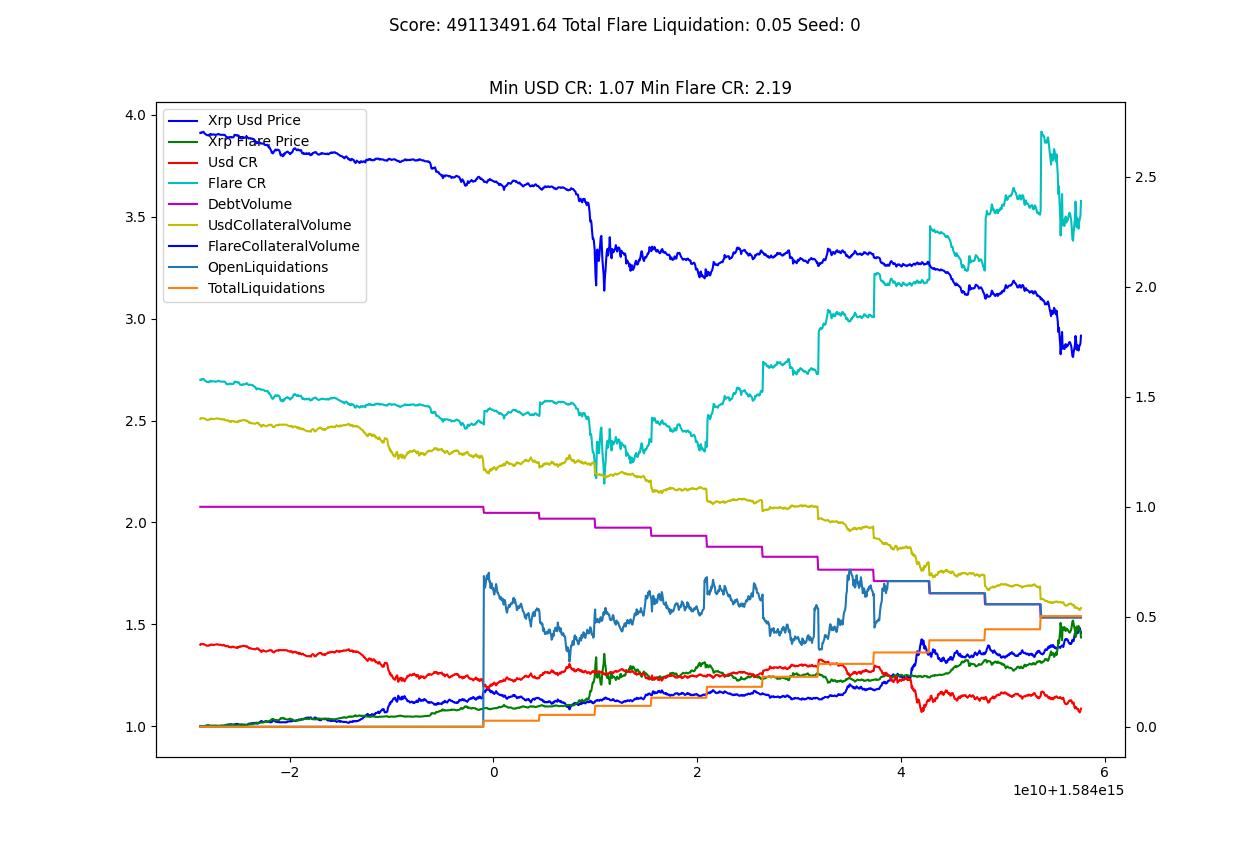 Score: 49113491.64 Total Flare Liquidation: 0.05 Seed: 0
Min USD CR: 1.07 Min Flare CR: 2.19
Xrp Usd Price
Xrp Flare Price
Usd CR
Flare CR
DebtVolume
UsdCollateralVolume
FlareCollateralVolume
OpenLiquidations
TotalLiquidations
4.0
3.5
3.0
2.5
2.0
1.5
1.0
2.5
2.0
1.5
1.0
0.5
0.0
−2 0 2 4 6
1e10+1.584e15